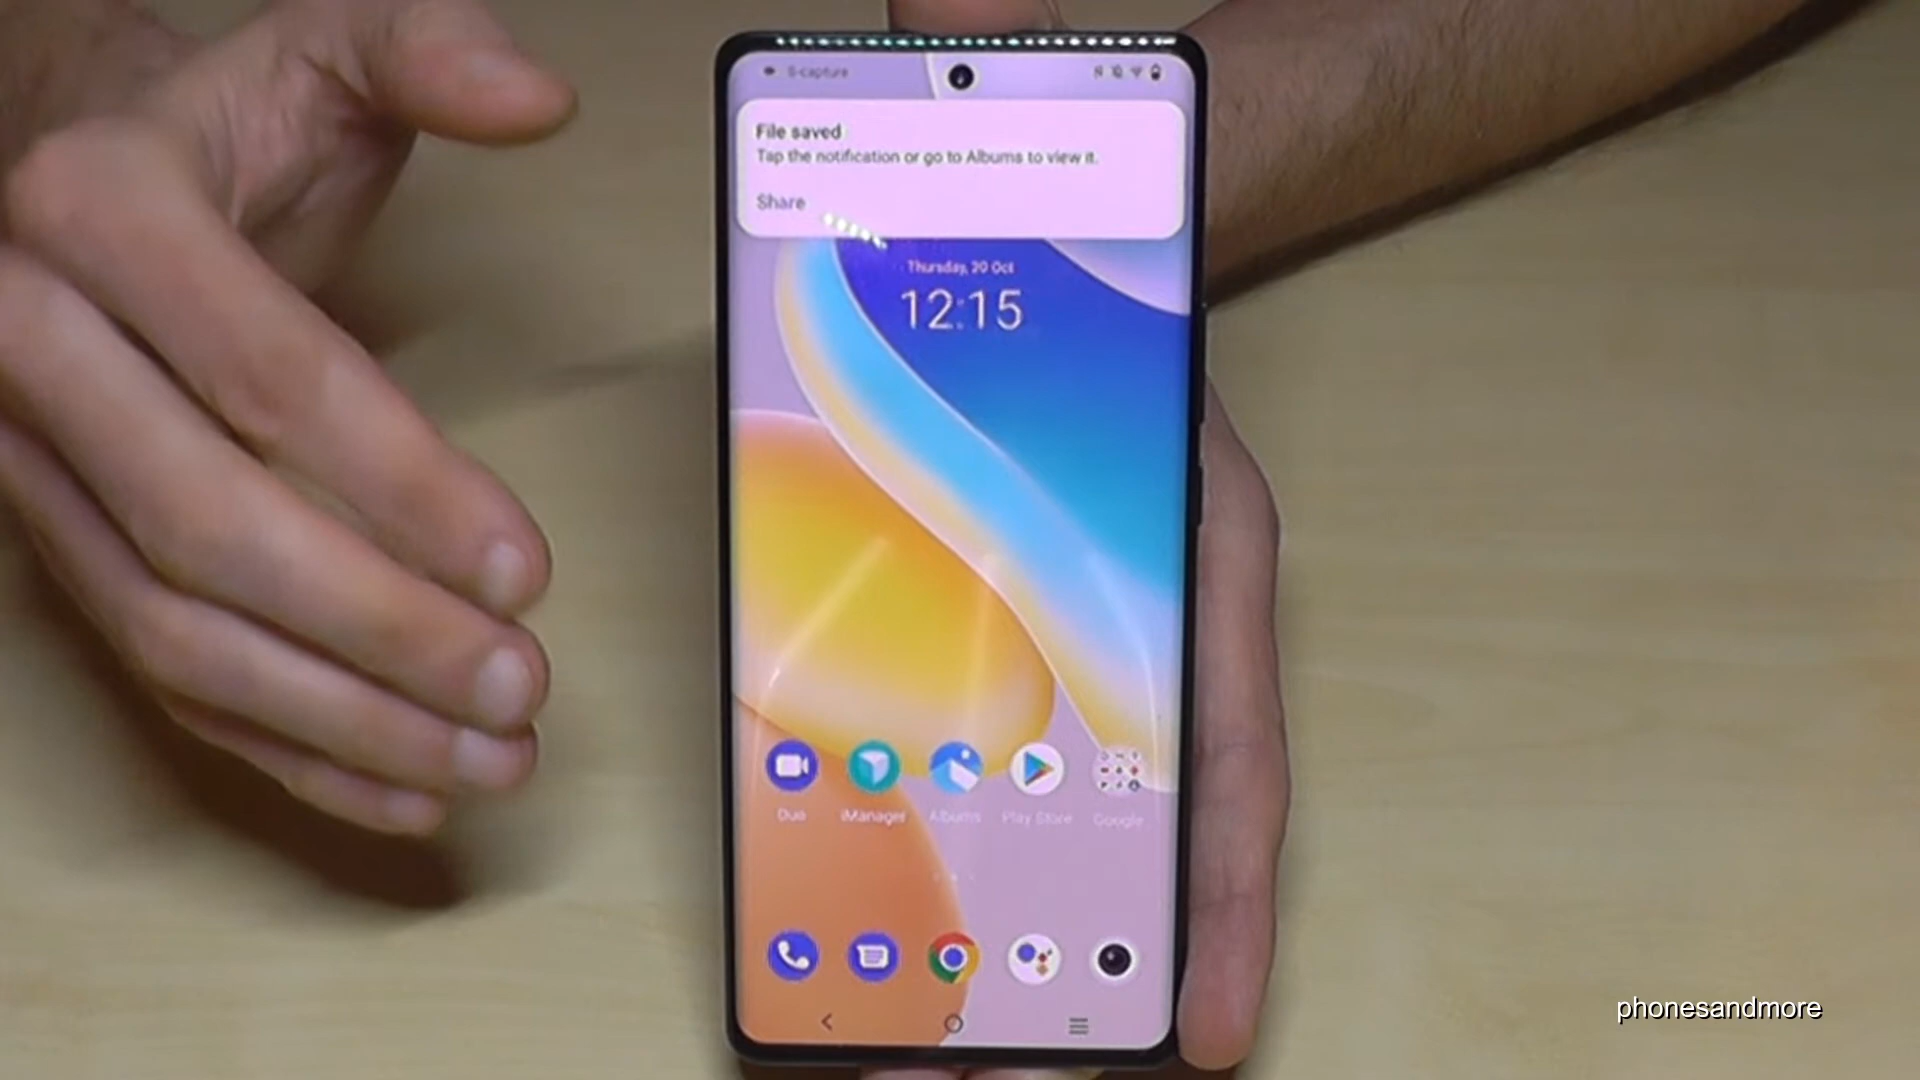 S-capture
File saved
Tap the notification or go to Albums to view it.
Share
Thursday, 20 Oct
12:15
Duo
iManager
Albums
Play Store
Google
phonesandmore